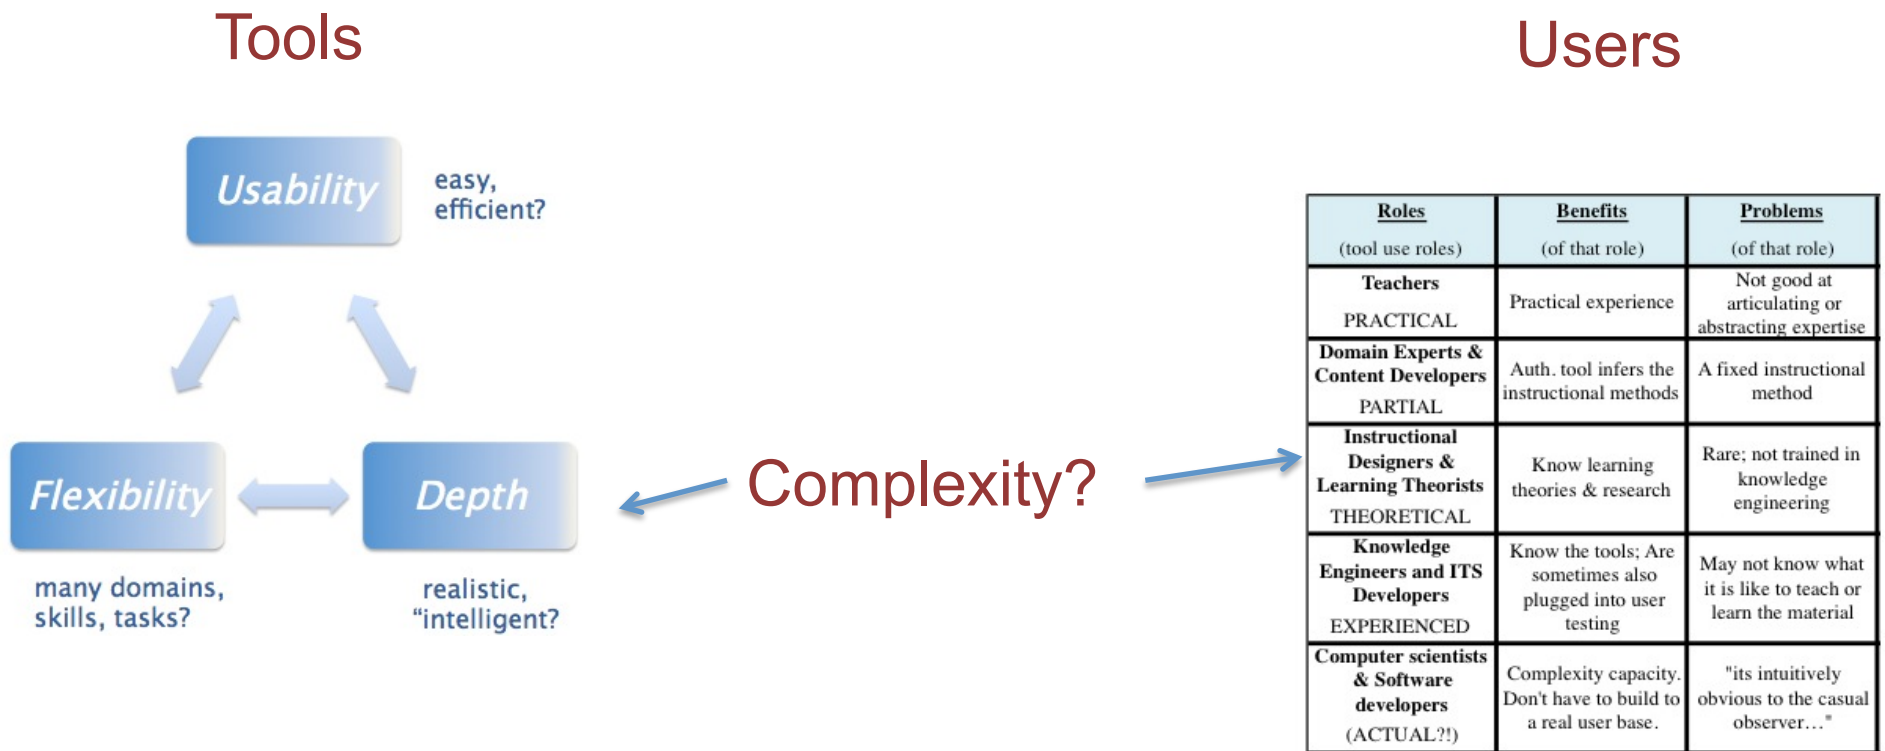 Tools
Users
Usability
easy,
efficient?
Flexibility
many domains,
skills, tasks?
Depth
realistic,
“intelligent?
Complexity?
Roles
(tool use roles)
Benefits
(of that role)
Problems
(of that role)
Teachers
PRACTICAL
Practical experience
Not good at
articulating or
abstracting expertise
Domain Experts &
Content Developers
PARTIAL
Auth. tool infers the
instructional methods
A fixed instructional
method
Instructional
Designers &
Learning Theorists
THEORETICAL
Know learning
theories & research
Rare; not trained in
knowledge
engineering
Knowledge
Engineers and ITS
Developers
EXPERIENCED
Know the tools; Are
sometimes also
plugged into user
testing
May not know what
it is like to teach or
learn the material
Computer scientists
& Software
developers
(ACTUAL?!)
Complexity capacity.
Don't have to build to
a real user base.
"its intuitively
obvious to the casual
observer…"